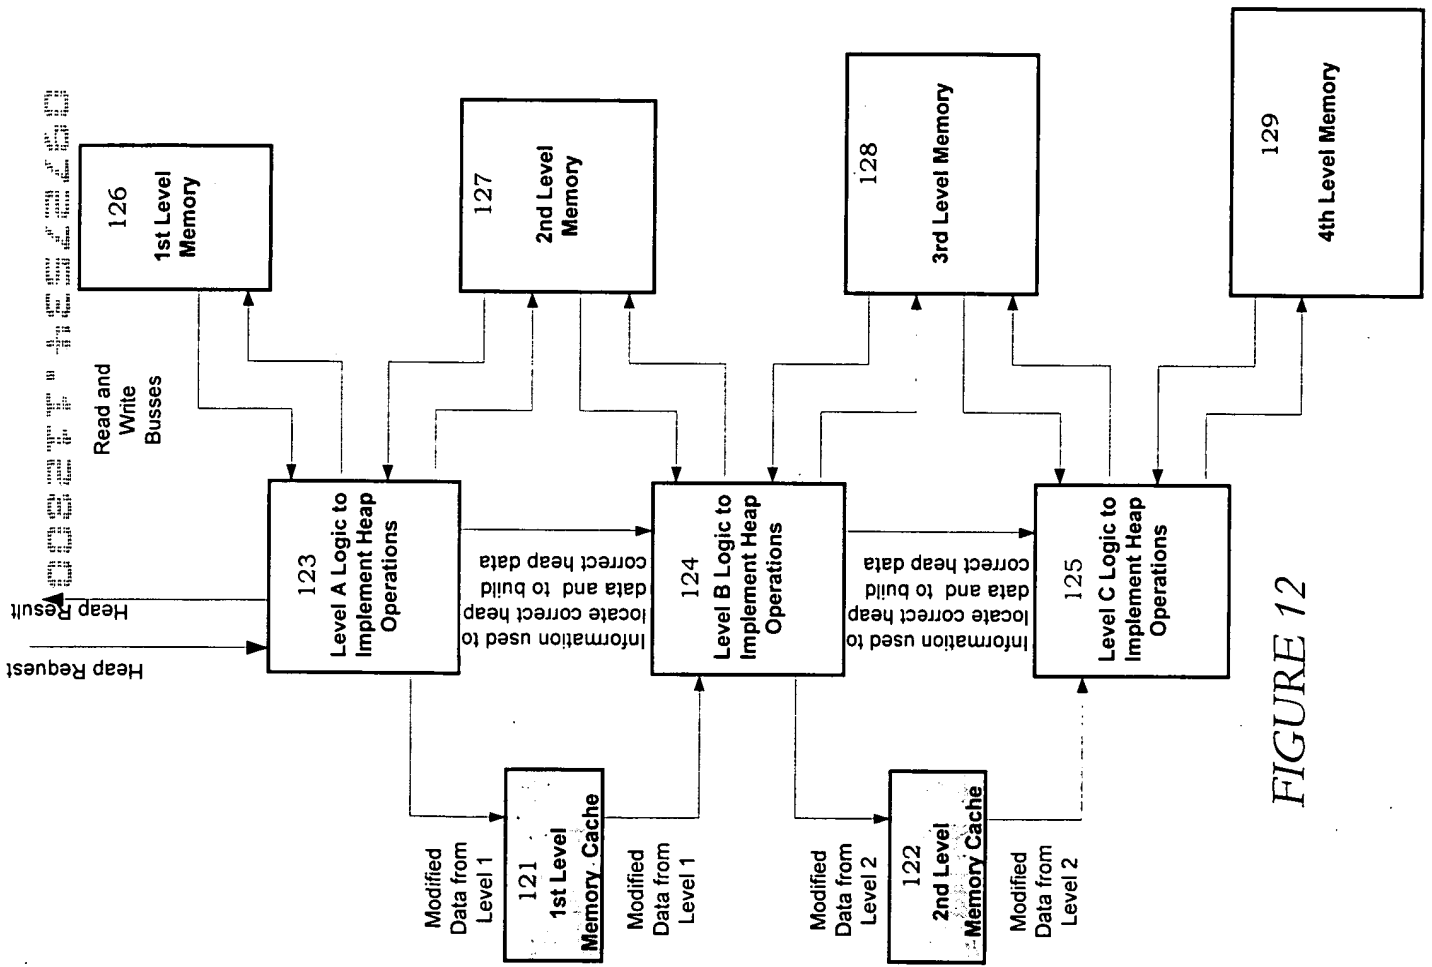 Heap Request
Heap Result
Read and
Write
Busses
126
1st Level
Memory
123
Level A Logic to
Implement Heap
Operations
127
2nd Level
Memory
Information used to
locate correct heap
data and to build
correct heap data
Modified
Data from
Level 1
121
1st Level
Memory Cache
Modified
Data from
Level 1
124
Level B Logic to
Implement Heap
Operations
128
3rd Level Memory
Information used to
locate correct heap
data and to build
correct heap data
Modified
Data from
Level 2
122
2nd Level
Memory Cache
Modified
Data from
Level 2
125
Level C Logic to
Implement Heap
Operations
129
4th Level Memory
FIGURE 12